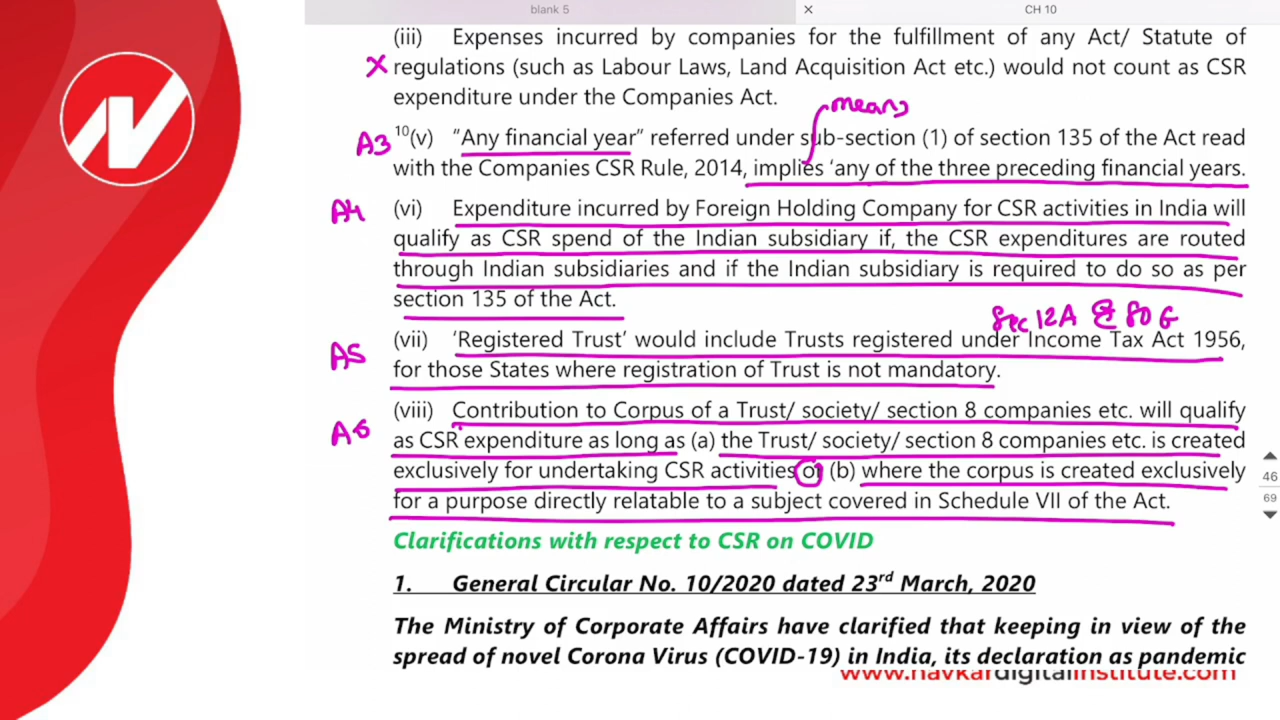 blank 5
× CH 10
(iii) Expenses incurred by companies for the fulfillment of any Act/ Statute of
x regulations (such as Labour Laws, Land Acquisition Act etc.) would not count as CSR
expenditure under the Companies Act.
means
A3 10(v) “Any financial year” referred under sub-section (1) of section 135 of the Act read
with the Companies CSR Rule, 2014, implies ‘any of the three preceding financial years.
A4 (vi) Expenditure incurred by Foreign Holding Company for CSR activities in India will
qualify as CSR spend of the Indian subsidiary if, the CSR expenditures are routed
through Indian subsidiaries and if the Indian subsidiary is required to do so as per
section 135 of the Act.
Sec 12A & 80G
A5 (vii) ‘Registered Trust’ would include Trusts registered under Income Tax Act 1956,
for those States where registration of Trust is not mandatory.
A6 (viii) Contribution to Corpus of a Trust/ society/ section 8 companies etc. will qualify
as CSR expenditure as long as (a) the Trust/ society/ section 8 companies etc. is created
exclusively for undertaking CSR activities or (b) where the corpus is created exclusively
for a purpose directly relatable to a subject covered in Schedule VII of the Act.
46
69
Clarifications with respect to CSR on COVID
1. General Circular No. 10/2020 dated 23rd March, 2020
The Ministry of Corporate Affairs have clarified that keeping in view of the
spread of novel Corona Virus (COVID-19) in India, its declaration as pandemic
www.navkardigitalinstitute.com